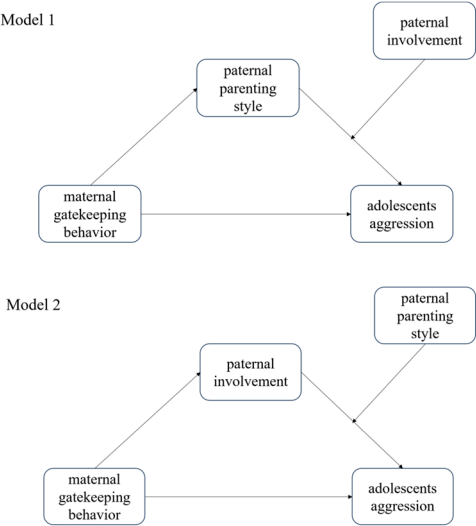 Model 1
paternal
involvement
paternal
parenting
style
maternal
gatekeeping
behavior
adolescents
aggression
Model 2
paternal
parenting
style
paternal
involvement
maternal
gatekeeping
behavior
adolescents
aggression